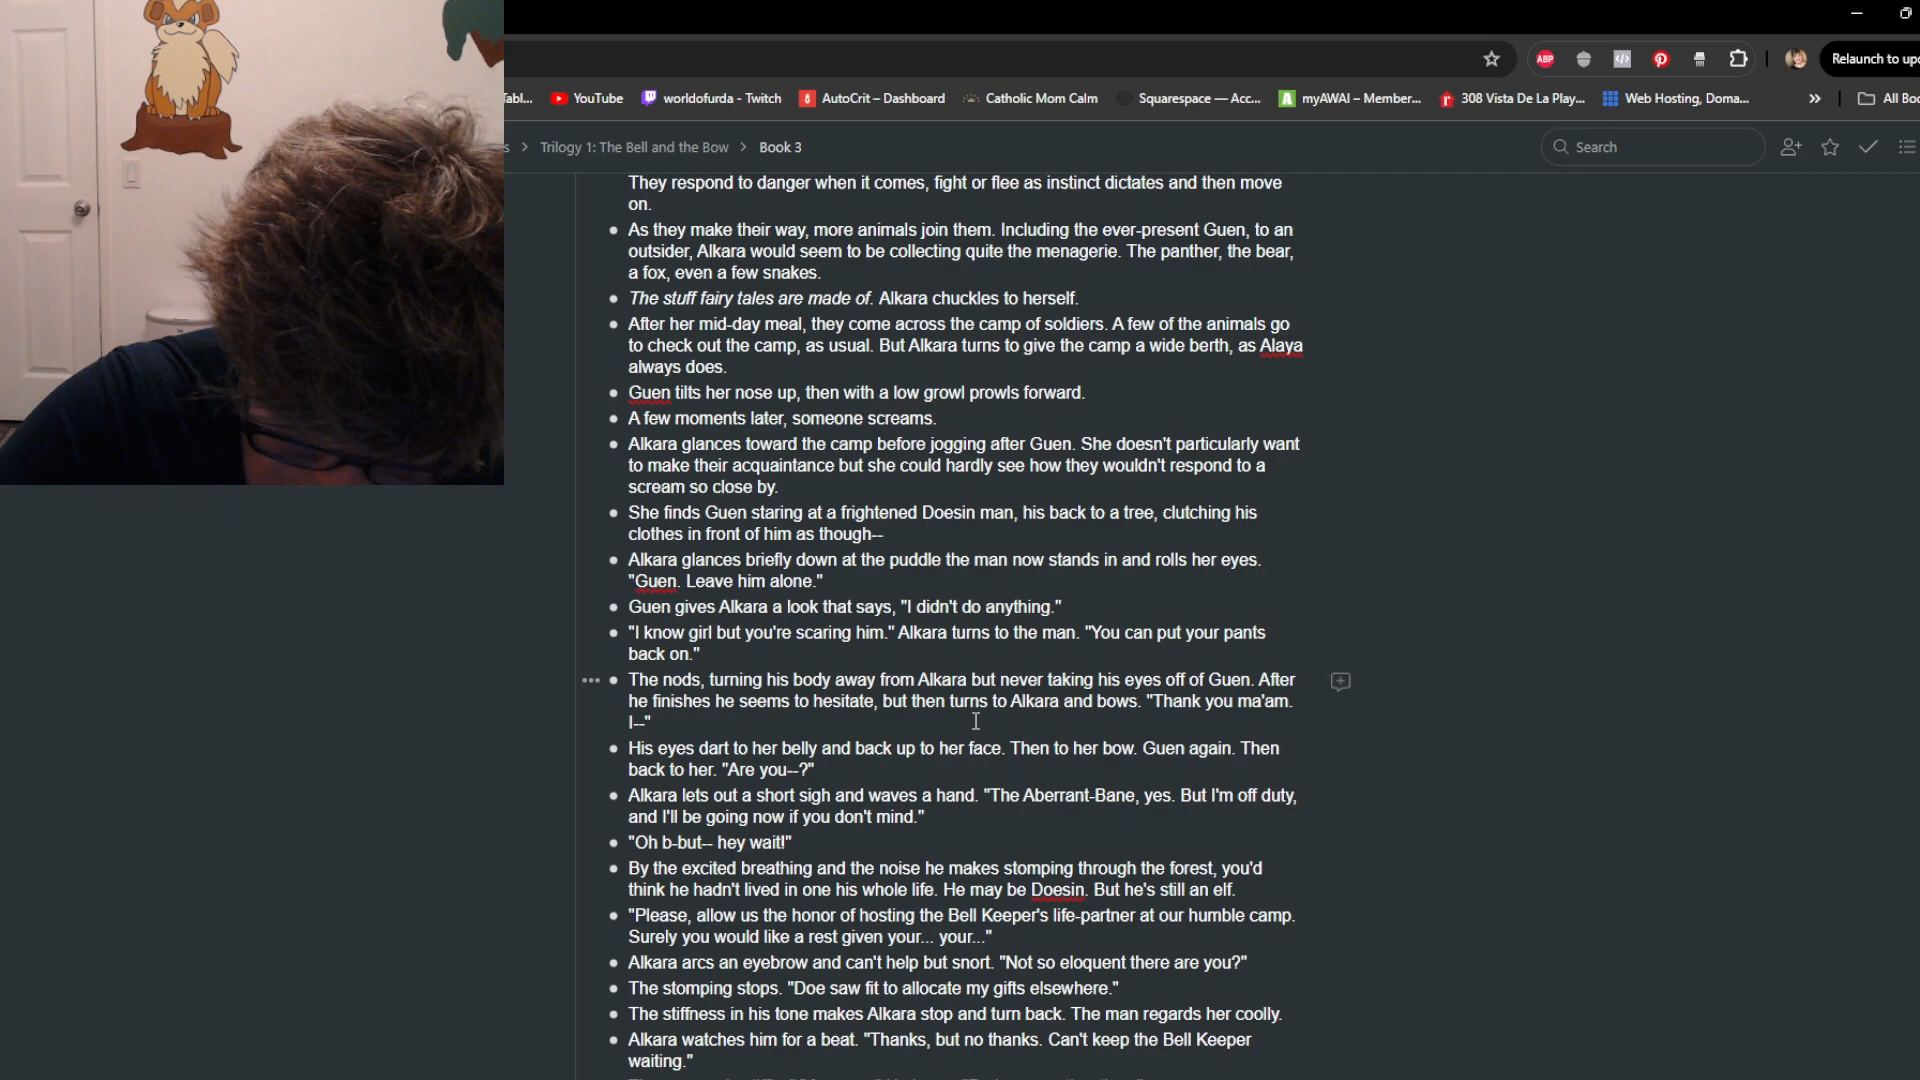 ABP
Relaunch to upd
Tabl...
YouTube
worldofurda - Twitch
AutoCrit – Dashboard
Catholic Mom Calm
Squarespace — Acc...
myAWAI – Member...
308 Vista De La Play...
Web Hosting, Doma...
»
All Boo
s > Trilogy 1: The Bell and the Bow > Book 3
Search
They respond to danger when it comes, fight or flee as instinct dictates and then move
on.
As they make their way, more animals join them. Including the ever-present Guen, to an
outsider, Alkara would seem to be collecting quite the menagerie. The panther, the bear,
a fox, even a few snakes.
The stuff fairy tales are made of. Alkara chuckles to herself.
After her mid-day meal, they come across the camp of soldiers. A few of the animals go
to check out the camp, as usual. But Alkara turns to give the camp a wide berth, as Alaya
always does.
Guen tilts her nose up, then with a low growl prowls forward.
A few moments later, someone screams.
Alkara glances toward the camp before jogging after Guen. She doesn't particularly want
to make their acquaintance but she could hardly see how they wouldn't respond to a
scream so close by.
She finds Guen staring at a frightened Doesin man, his back to a tree, clutching his
clothes in front of him as though--
Alkara glances briefly down at the puddle the man now stands in and rolls her eyes.
"Guen. Leave him alone."
Guen gives Alkara a look that says, "I didn't do anything."
"I know girl but you're scaring him." Alkara turns to the man. "You can put your pants
back on."
The nods, turning his body away from Alkara but never taking his eyes off of Guen. After
he finishes he seems to hesitate, but then turns to Alkara and bows. "Thank you ma'am.
I--"
His eyes dart to her belly and back up to her face. Then to her bow. Guen again. Then
back to her. "Are you--?"
Alkara lets out a short sigh and waves a hand. "The Aberrant-Bane, yes. But I'm off duty,
and I'll be going now if you don't mind."
"Oh b-but-- hey wait!"
By the excited breathing and the noise he makes stomping through the forest, you'd
think he hadn't lived in one his whole life. He may be Doesin. But he's still an elf.
"Please, allow us the honor of hosting the Bell Keeper's life-partner at our humble camp.
Surely you would like a rest given your... your..."
Alkara arcs an eyebrow and can't help but snort. "Not so eloquent there are you?"
The stomping stops. "Doe saw fit to allocate my gifts elsewhere."
The stiffness in his tone makes Alkara stop and turn back. The man regards her coolly.
Alkara watches him for a beat. "Thanks, but no thanks. Can't keep the Bell Keeper
waiting."